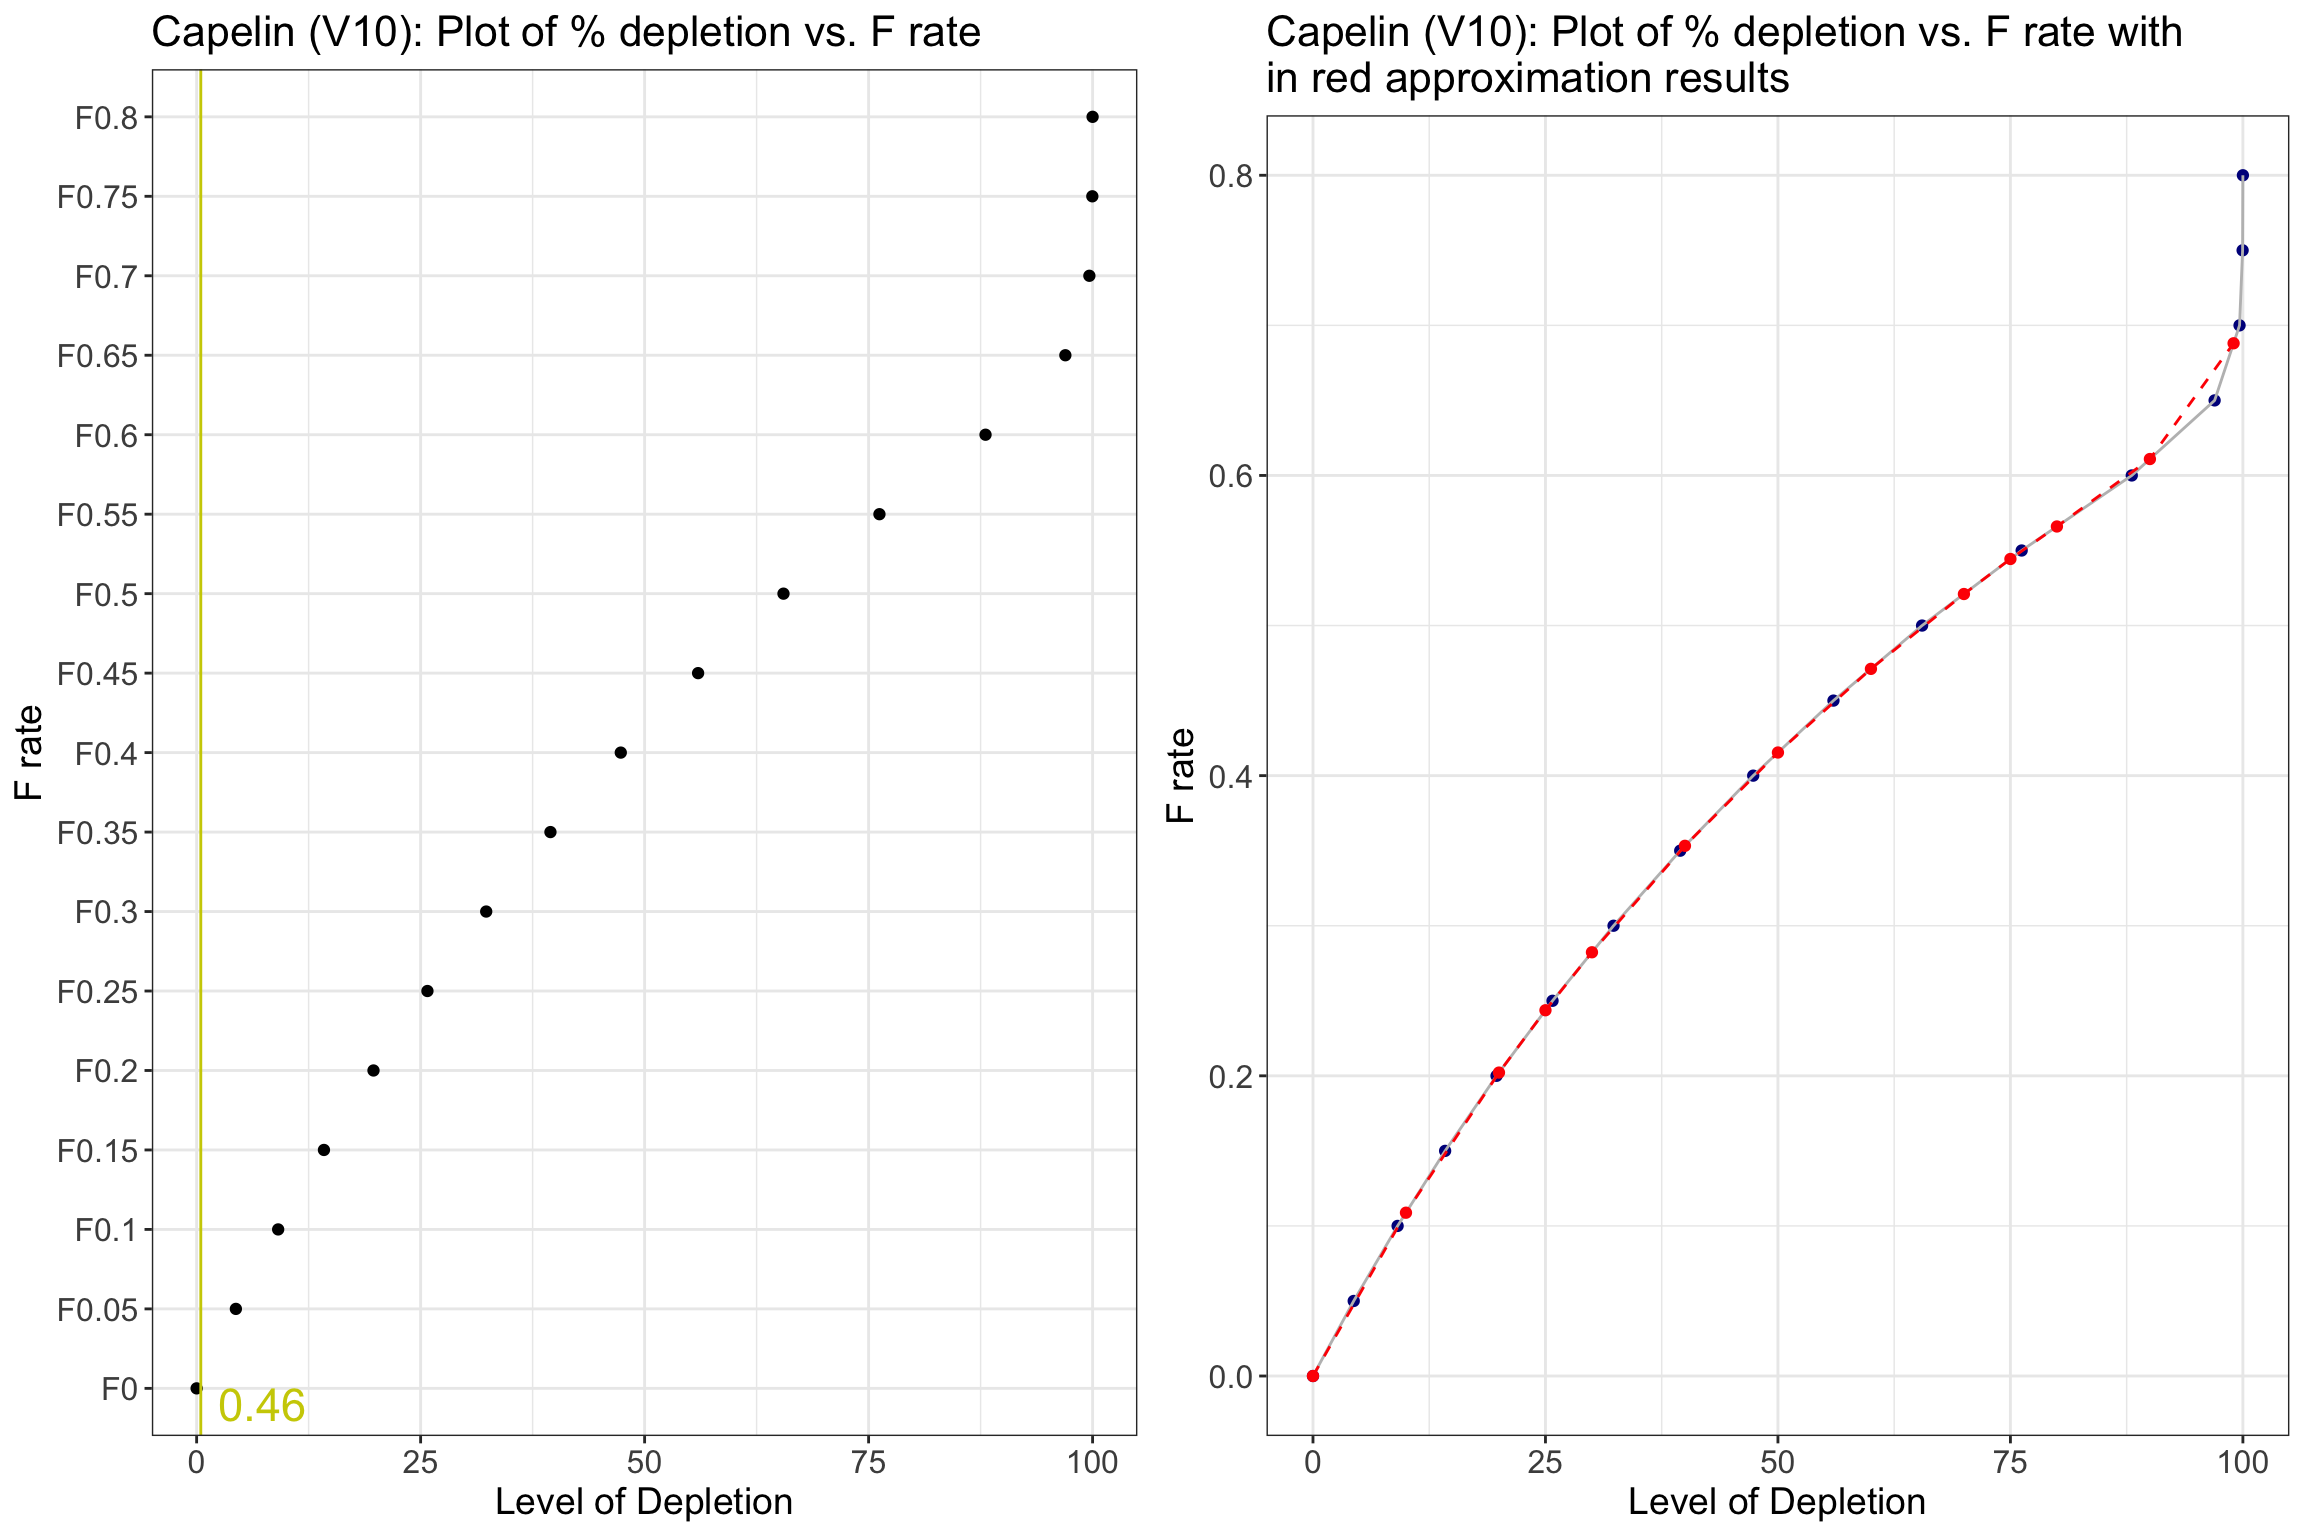 Capelin (V10): Plot of % depletion vs. F rate
F rate
F0.8
F0.75
F0.7
F0.65
F0.6
F0.55
F0.5
F0.45
F0.4
F0.35
F0.3
F0.25
F0.2
F0.15
F0.1
F0.05
F0
0.46
0 25 50 75 100
Level of Depletion
Capelin (V10): Plot of % depletion vs. F rate with
in red approximation results
F rate
0.8
0.6
0.4
0.2
0.0
0 25 50 75 100
Level of Depletion